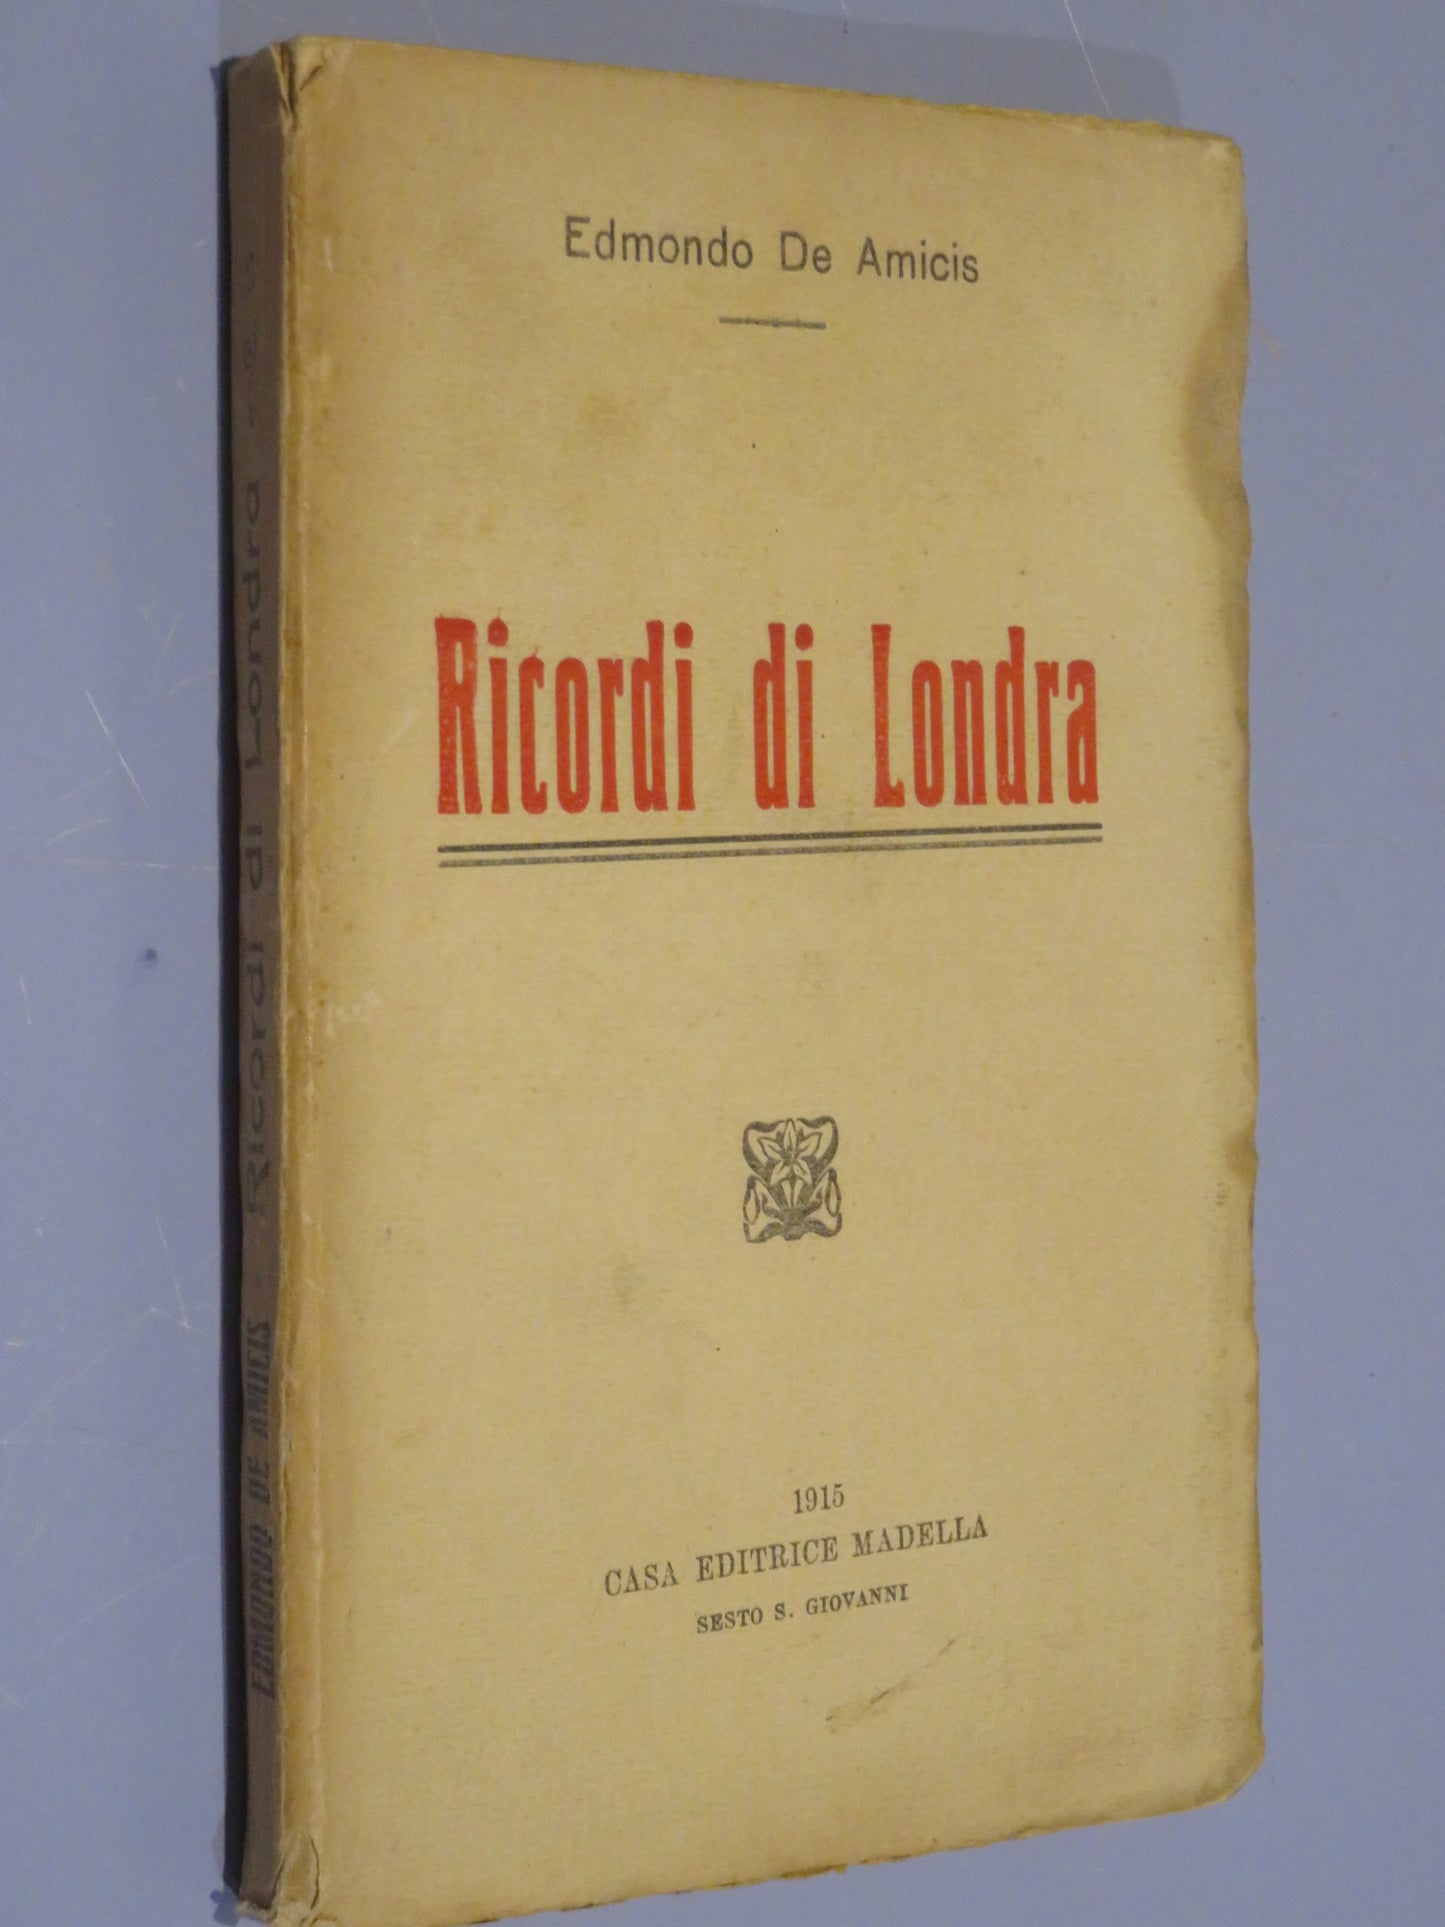 Edmondo De Amicis
Ricordi di Londra
1915
CASA EDITRICE MADELLA
SESTO S. GIOVANNI
EDMONDO DE AMICIS - Ricordi di Londra -